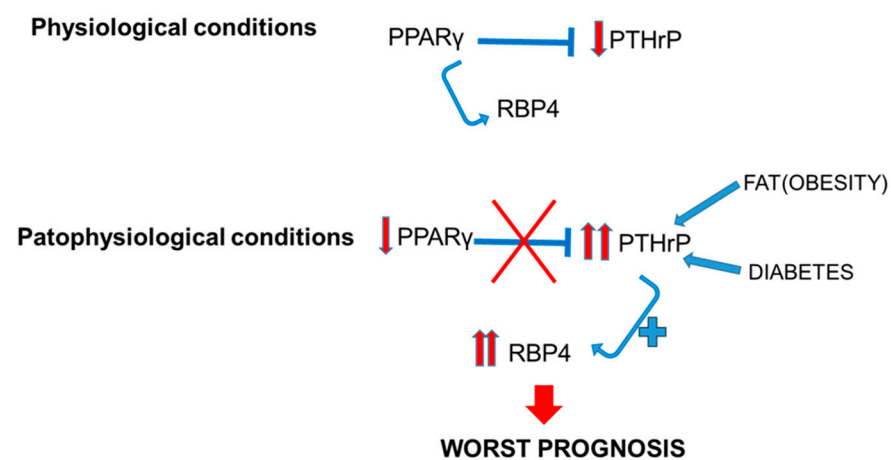 Physiological conditions
PPARγ
PTHrP
RBP4
FAT(OBESITY)
Patophysiological conditions
PPARγ
PTHrP
DIABETES
RBP4
WORST PROGNOSIS